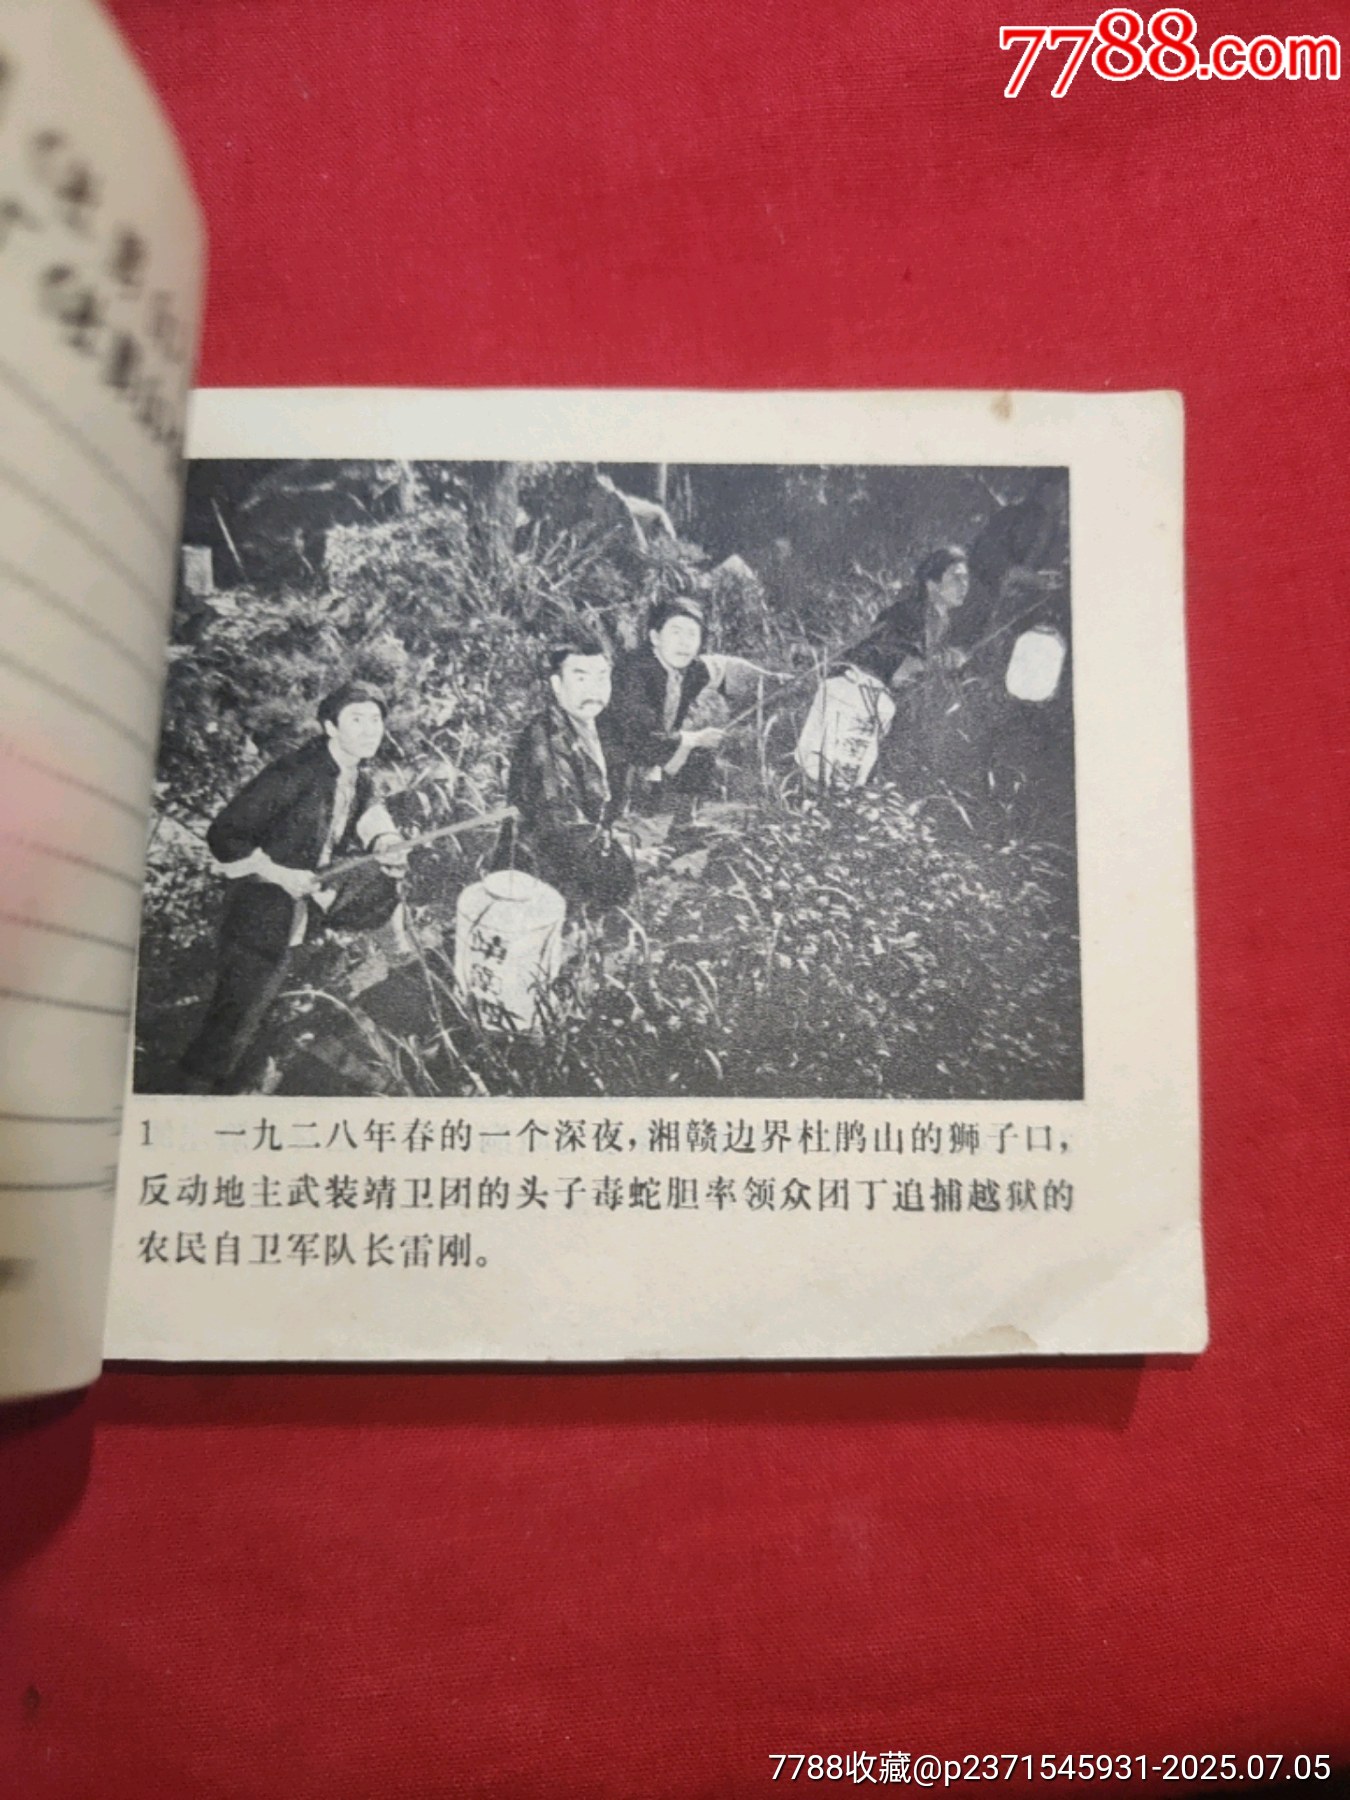 7788.com
1 一九二八年春的一个深夜，湘赣边界杜鹃山的狮子口，
反动地主武装靖卫团的头子毒蛇胆率领众团丁追捕越狱的
农民自卫军队长雷刚。
7788收藏@p2371545931-2025.07.05